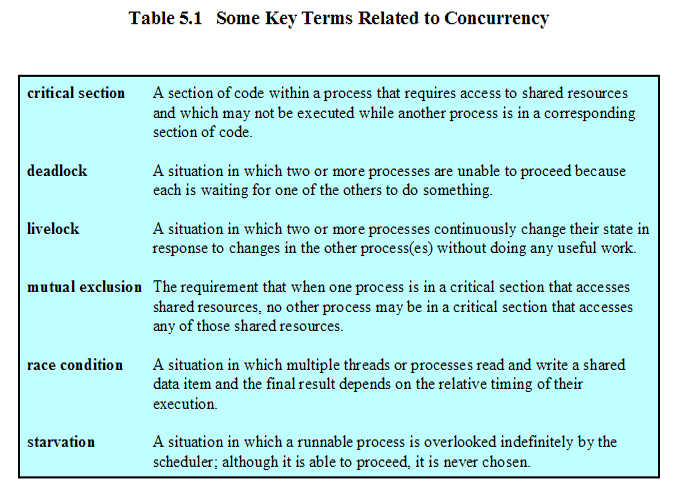 Table 5.1 Some Key Terms Related to Concurrency
critical section A section of code within a process that requires access to shared resources
and which may not be executed while another process is in a corresponding
section of code.
deadlock A situation in which two or more processes are unable to proceed because
each is waiting for one of the others to do something.
livelock A situation in which two or more processes continuously change their state in
response to changes in the other process(es) without doing any useful work.
mutual exclusion The requirement that when one process is in a critical section that accesses
shared resources, no other process may be in a critical section that accesses
any of those shared resources.
race condition A situation in which multiple threads or processes read and write a shared
data item and the final result depends on the relative timing of their
execution.
starvation A situation in which a runnable process is overlooked indefinitely by the
scheduler; although it is able to proceed, it is never chosen.